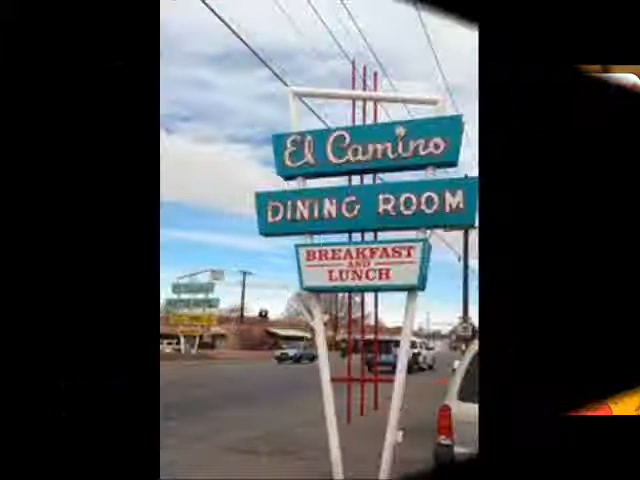 El Camino
DINING ROOM
BREAKFAST
AND
LUNCH